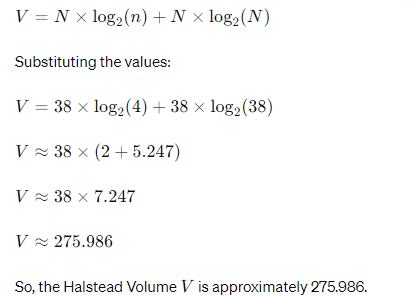 V = N × log₂(n) + N × log₂(N)
Substituting the values:
V = 38 × log₂(4) + 38 × log₂(38)
V ≈ 38 × (2 + 5.247)
V ≈ 38 × 7.247
V ≈ 275.986
So, the Halstead Volume V is approximately 275.986.